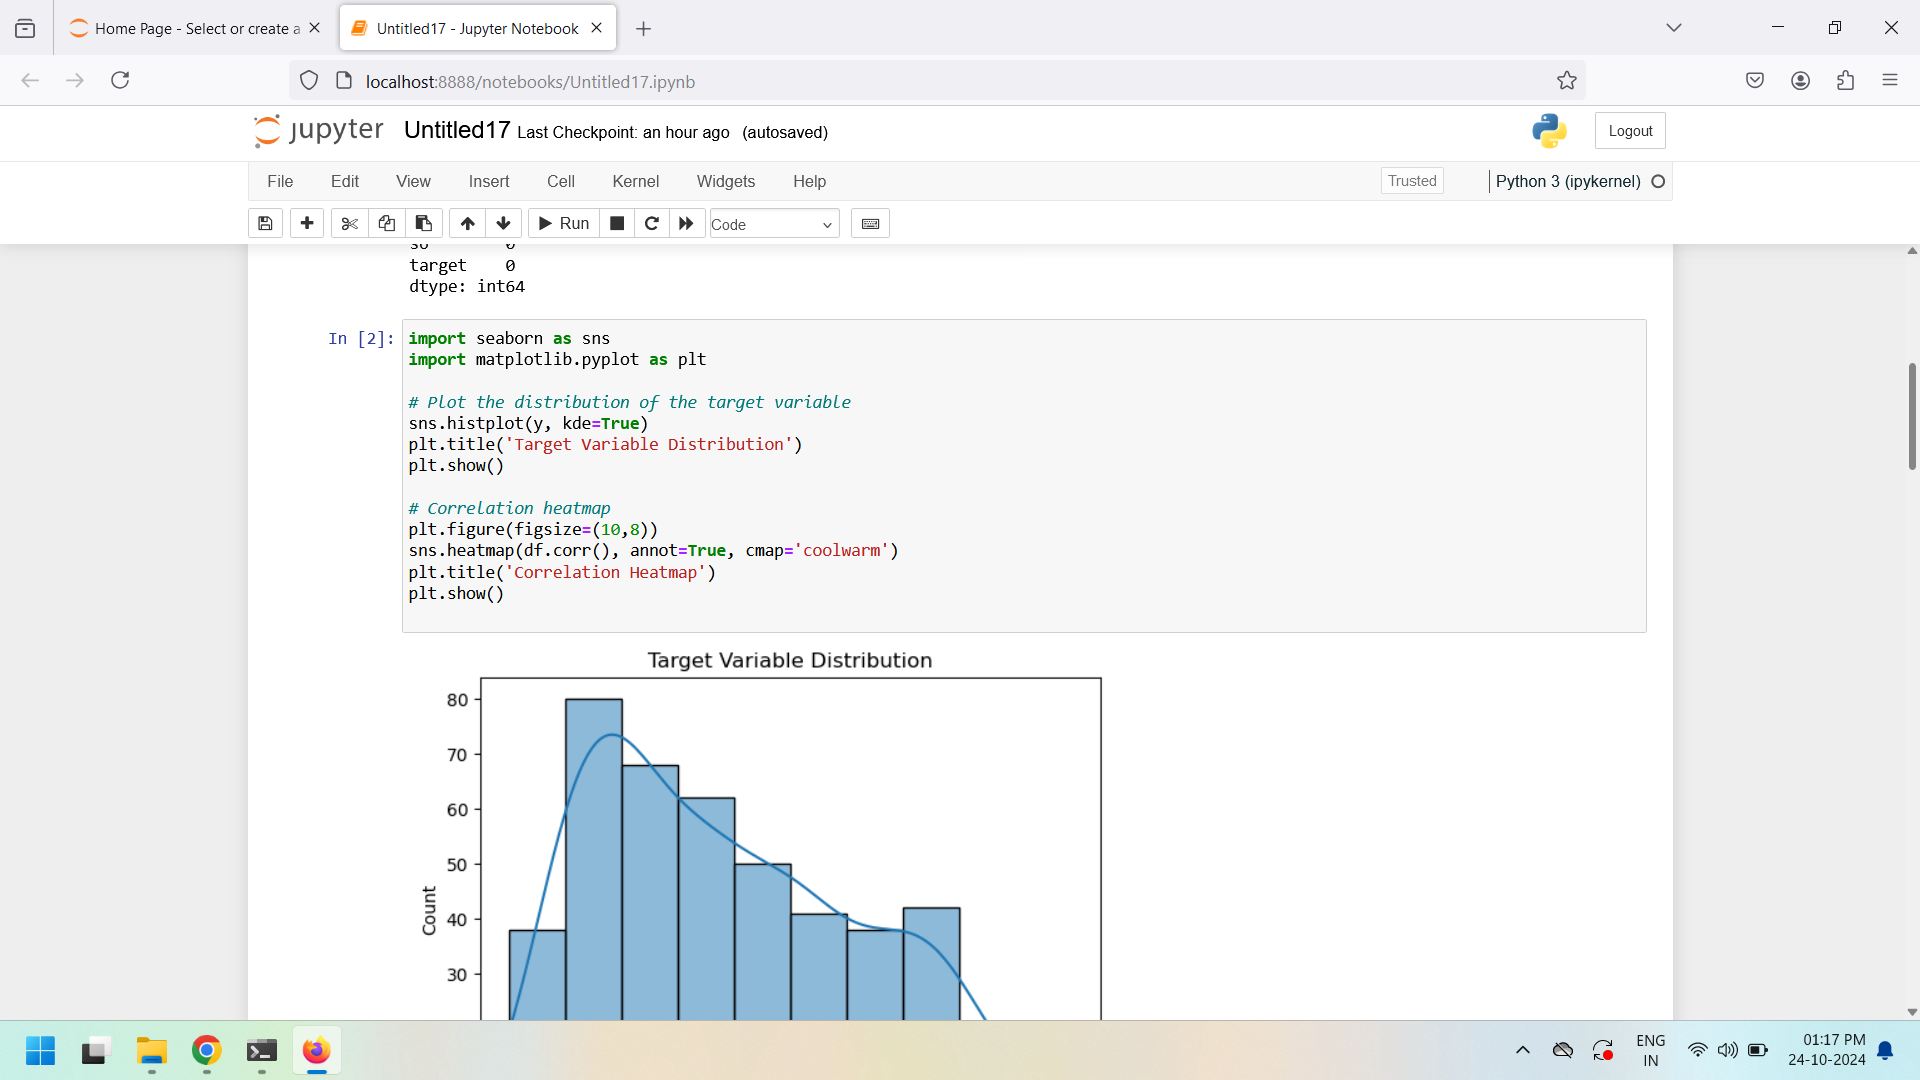 Home Page - Select or create a
Untitled17 - Jupyter Notebook
localhost:8888/notebooks/Untitled17.ipynb
jupyter Untitled17 Last Checkpoint: an hour ago (autosaved)
Logout
File Edit View Insert Cell Kernel Widgets Help
Trusted
Python 3 (ipykernel)
Run
Code
target 0
dtype: int64
In [2]:
import seaborn as sns
import matplotlib.pyplot as plt
# Plot the distribution of the target variable
sns.histplot(y, kde=True)
plt.title('Target Variable Distribution')
plt.show()
# Correlation heatmap
plt.figure(figsize=(10,8))
sns.heatmap(df.corr(), annot=True, cmap='coolwarm')
plt.title('Correlation Heatmap')
plt.show()
Target Variable Distribution
80
70
60
50
40
30
Count
ENG
IN
01:17 PM
24-10-2024